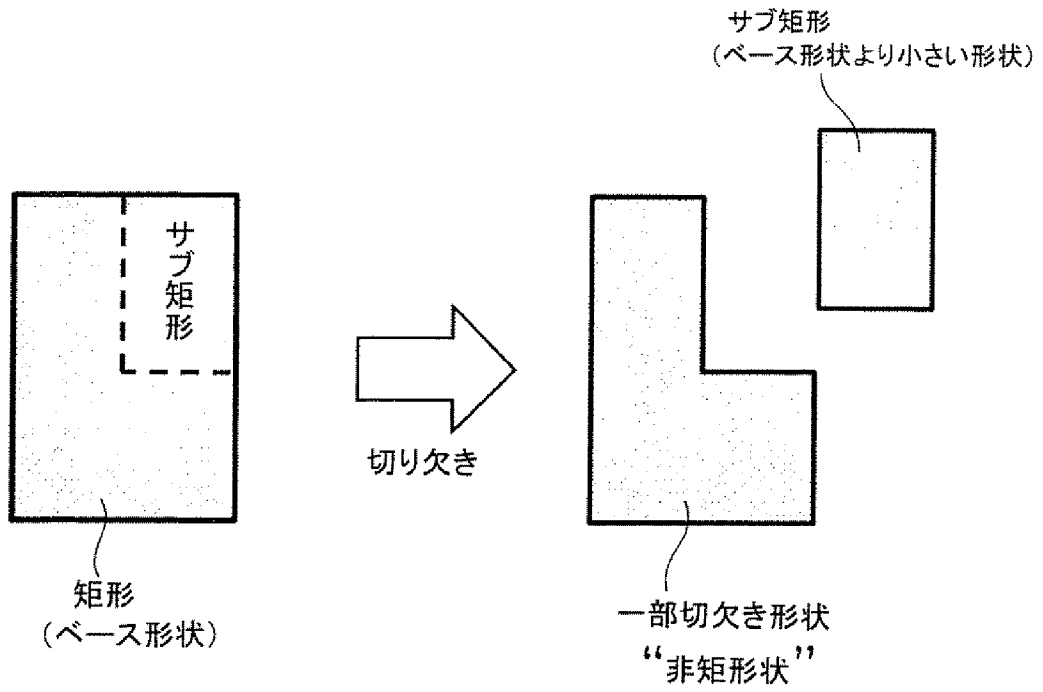 サブ矩形
（ベース形状より小さい形状）
サブ矩形
切り欠き
矩形
（ベース形状）
一部切欠き形状
“非矩形状”